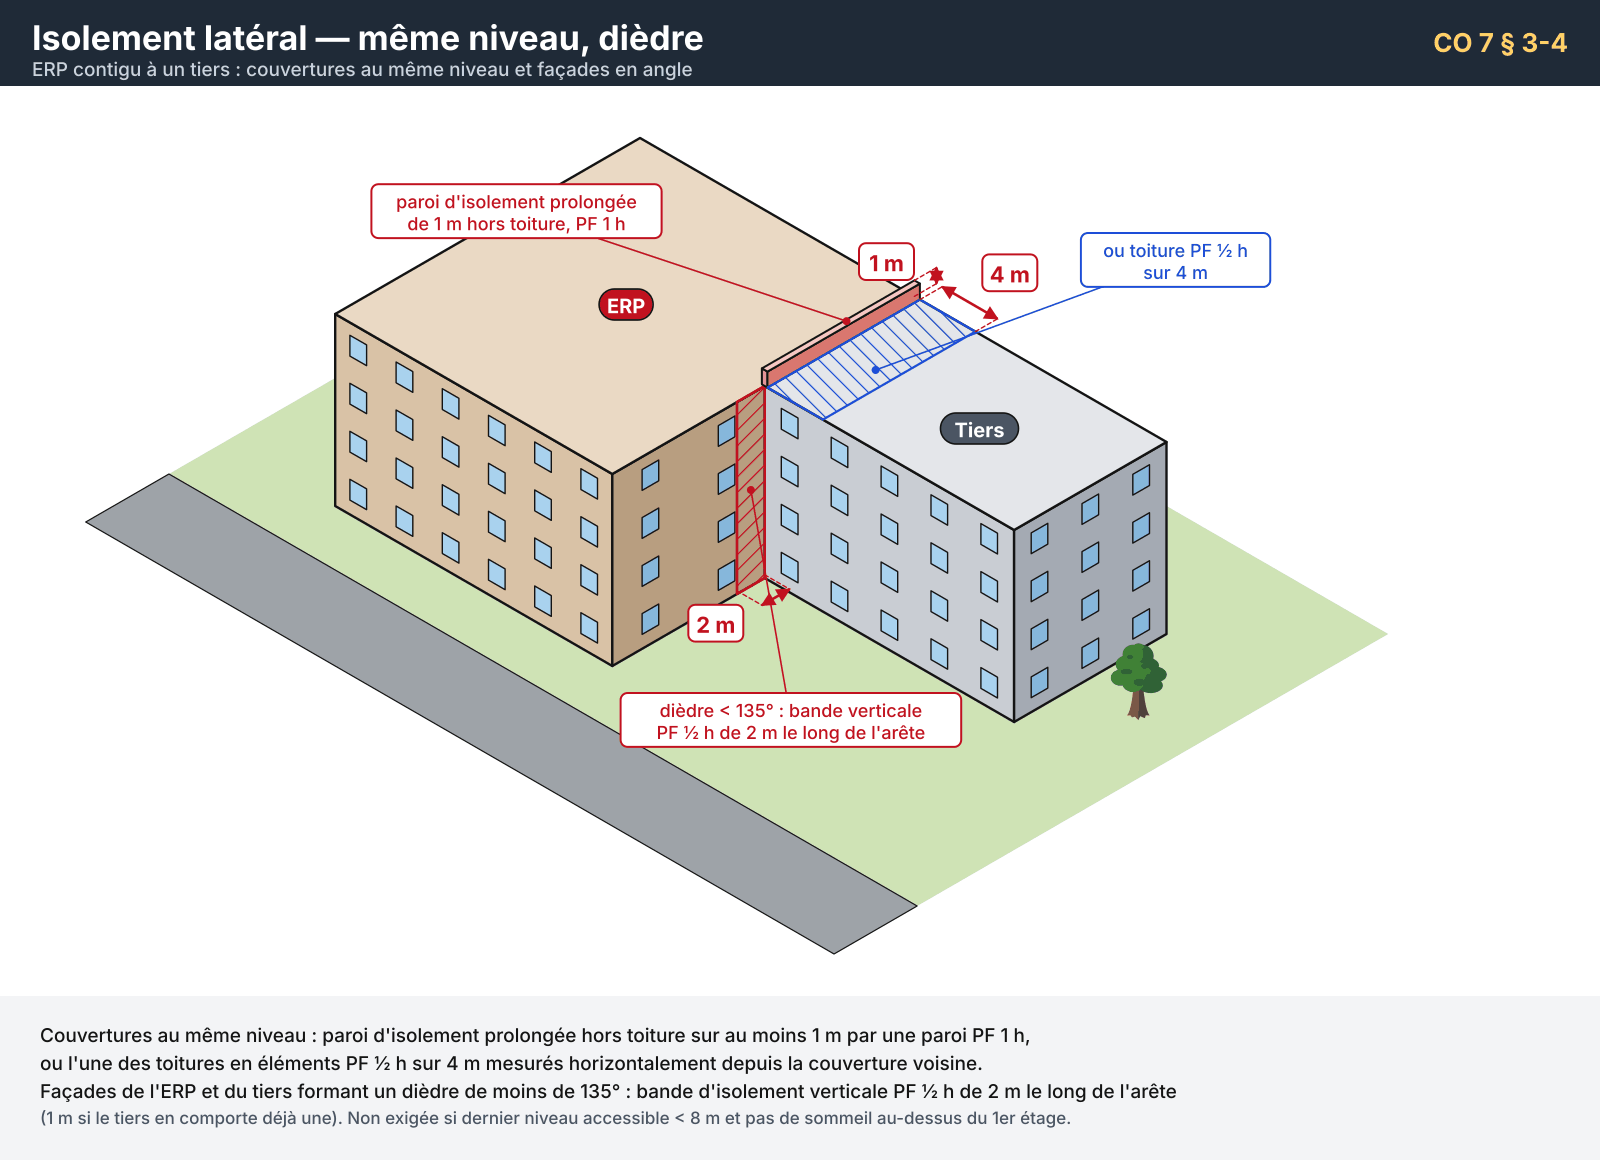 Isolement latéral — même niveau, dièdre
CO 7 § 3-4
ERP contigu à un tiers : couvertures au même niveau et façades en angle
paroi d'isolement prolongée
de 1 m hors toiture, PF 1 h
1 m
4 m
ou toiture PF ½ h
sur 4 m
ERP
Tiers
2 m
dièdre < 135° : bande verticale
PF ½ h de 2 m le long de l'arête
Couvertures au même niveau : paroi d'isolement prolongée hors toiture sur au moins 1 m par une paroi PF 1 h,
ou l'une des toitures en éléments PF ½ h sur 4 m mesurés horizontalement depuis la couverture voisine.
Façades de l'ERP et du tiers formant un dièdre de moins de 135° : bande d'isolement verticale PF ½ h de 2 m le long de l'arête
(1 m si le tiers en comporte déjà une). Non exigée si dernier niveau accessible < 8 m et pas de sommeil au-dessus du 1er étage.